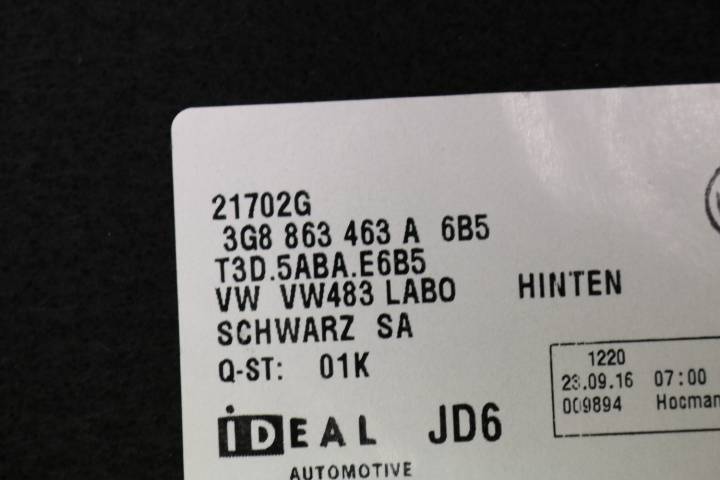 21702G
3G8 863 463 A 6B5
T3D.5ABA.E6B5
VW VW483 LABO HINTEN
SCHWARZ SA
Q-ST: 01K
1220
23.09.16 07:00
009894 Hocman
iDEAL JD6
AUTOMOTIVE